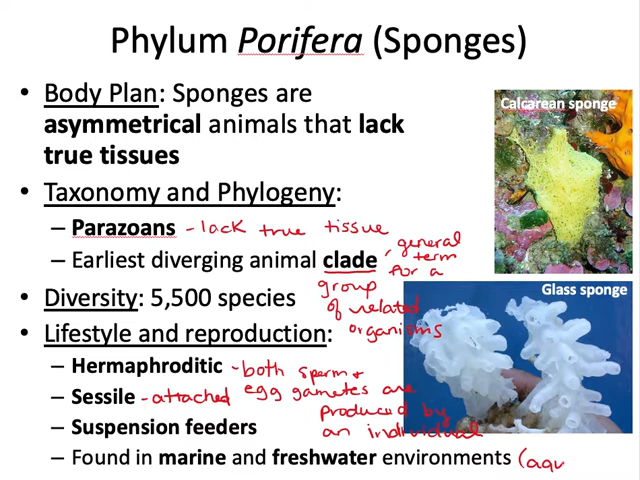 Phylum Porifera (Sponges)
• Body Plan: Sponges are
asymmetrical animals that lack
true tissues
• Taxonomy and Phylogeny:
– Parazoans - lack true tissue
– Earliest diverging animal clade
, general
term
for a
group
of related
organisms
• Diversity: 5,500 species
• Lifestyle and reproduction:
– Hermaphroditic - both sperm +
egg gametes are
produced by
an individual
– Sessile - attached
– Suspension feeders
– Found in marine and freshwater environments (aqu
Calcarean sponge
Glass sponge